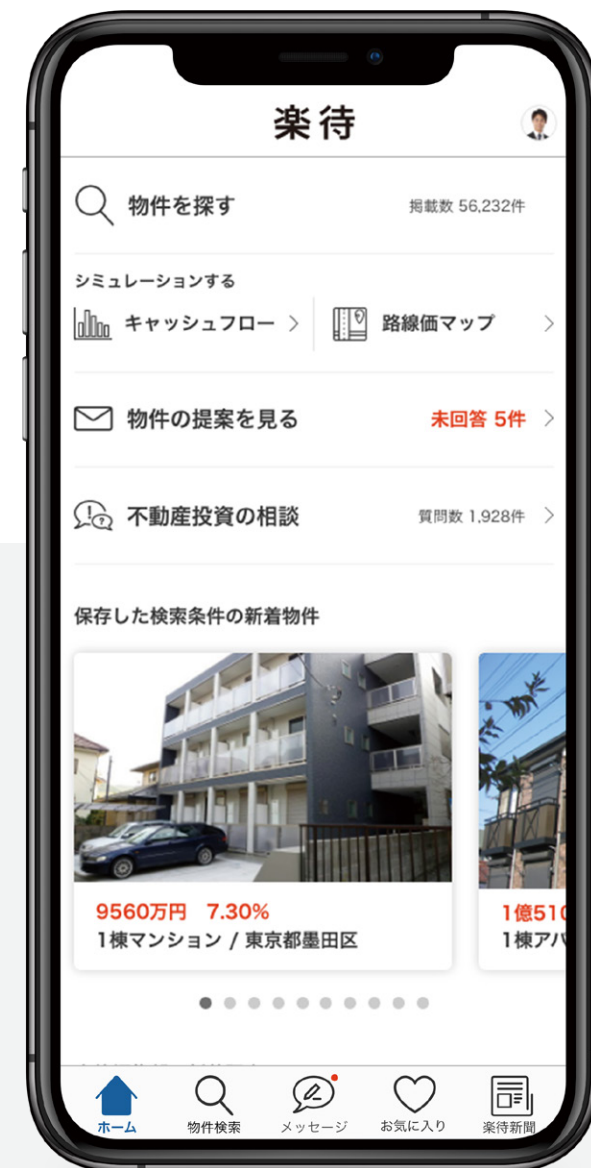 楽待
物件を探す 掲載数 56,232件
シミュレーションする
キャッシュフロー 路線価マップ
物件の提案を見る 未回答 5件
不動産投資の相談 質問数 1,928件
保存した検索条件の新着物件
9560万円 7.30%
1棟マンション / 東京都墨田区
1億510
1棟アパ
ホーム 物件検索 メッセージ お気に入り 楽待新聞